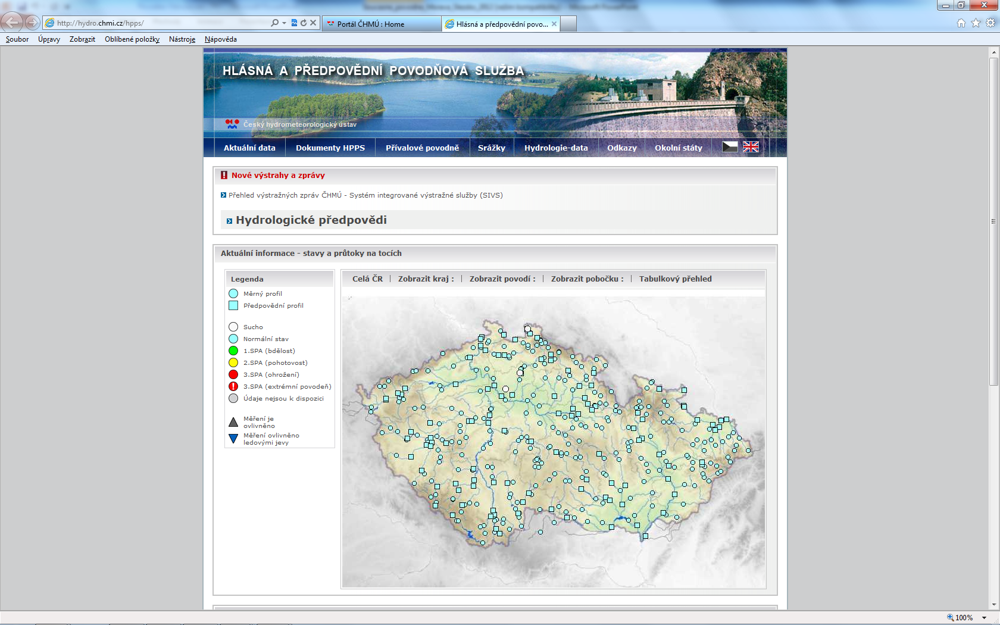 http://hydro.chmi.cz/hpps/
Portál ČHMÚ : Home
Hlásná a předpovědní povo...
Soubor Úpravy Zobrazit Oblíbené položky Nástroje Nápověda
HLÁSNÁ A PŘEDPOVĚDNÍ POVODŇOVÁ SLUŽBA
Český hydrometeorologický ústav
Aktuální data Dokumenty HPPS Přívalové povodně Srážky Hydrologie-data Odkazy Okolní státy
Nové výstrahy a zprávy
Přehled výstražných zpráv ČHMÚ - Systém integrované výstražné služby (SIVS)
Hydrologické předpovědi
Aktuální informace - stavy a průtoky na tocích
Legenda
Měrný profil
Předpovědní profil
Sucho
Normální stav
1.SPA (bdělost)
2.SPA (pohotovost)
3.SPA (ohrožení)
3.SPA (extrémní povodeň)
Údaje nejsou k dispozici
Měření je
ovlivněno
Měření ovlivněno
ledovými jevy
Celá ČR | Zobrazit kraj : | Zobrazit povodí : | Zobrazit pobočku : | Tabulkový přehled
100%